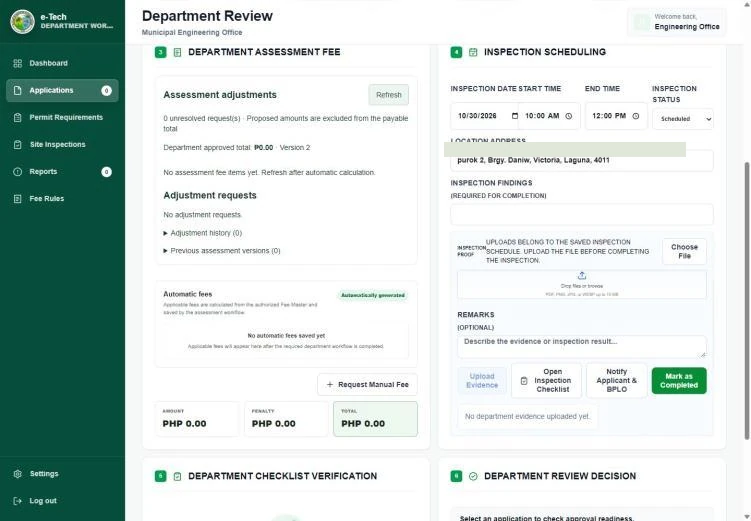 e-Tech
DEPARTMENT WOR...
Dashboard
Applications
0
Permit Requirements
Site Inspections
Reports
0
Fee Rules
Settings
Log out
Department Review
Municipal Engineering Office
Welcome back,
Engineering Office
3
DEPARTMENT ASSESSMENT FEE
Assessment adjustments
Refresh
0 unresolved request(s) · Proposed amounts are excluded from the payable
total
Department approved total: ₱0.00 · Version 2
No assessment fee items yet. Refresh after automatic calculation.
Adjustment requests
No adjustment requests.
Adjustment history (0)
Previous assessment versions (0)
Automatic fees
Automatically generated
Applicable fees are calculated from the authorized Fee Master and
saved by the assessment workflow.
No automatic fees saved yet
Applicable fees will appear here after the required department workflow is completed.
+ Request Manual Fee
AMOUNT
PHP 0.00
PENALTY
PHP 0.00
TOTAL
PHP 0.00
4
INSPECTION SCHEDULING
INSPECTION DATE
START TIME
END TIME
INSPECTION
STATUS
10/30/2026
10:00 AM
12:00 PM
Scheduled
LOCATION ADDRESS
purok 2, Brgy. Daniw, Victoria, Laguna, 4011
INSPECTION FINDINGS
(REQUIRED FOR COMPLETION)
INSPECTION
PROOF
UPLOADS BELONG TO THE SAVED INSPECTION
SCHEDULE. UPLOAD THE FILE BEFORE COMPLETING
THE INSPECTION.
Choose
File
Drop files or browse
PDF, PNG, JPG, or WEBP up to 10 MB
REMARKS
(OPTIONAL)
Describe the evidence or inspection result...
Upload
Evidence
Open
Inspection
Checklist
Notify
Applicant &
BPLO
Mark as
Completed
No department evidence uploaded yet.
5
DEPARTMENT CHECKLIST VERIFICATION
6
DEPARTMENT REVIEW DECISION
Select an application to check approval readiness.